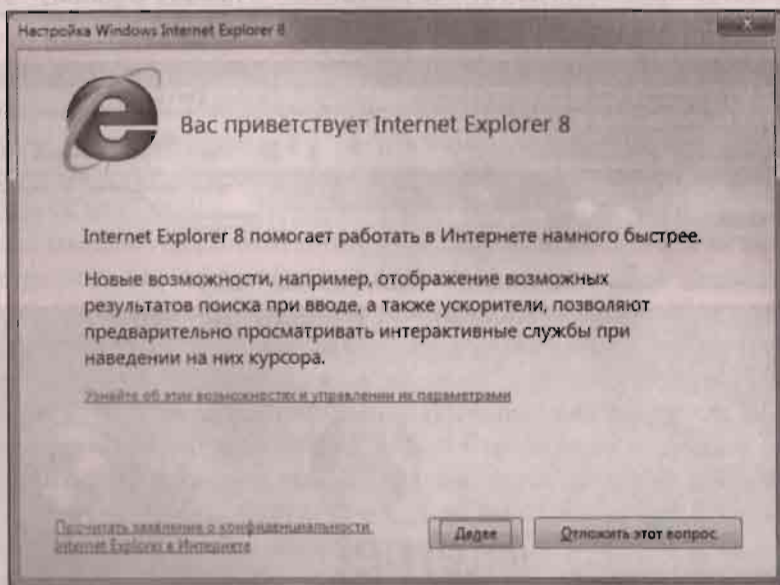 Настройка Windows Internet Explorer 8
Вас приветствует Internet Explorer 8
Internet Explorer 8 помогает работать в Интернете намного быстрее.
Новые возможности, например, отображение возможных
результатов поиска при вводе, а также ускорители, позволяют
предварительно просматривать интерактивные службы при
наведении на них курсора.
Узнайте об этих возможностях и управлении их параметрами
Прочитать заявление о конфиденциальности
Internet Explorer в Интернете
Далее
Отложить этот вопрос